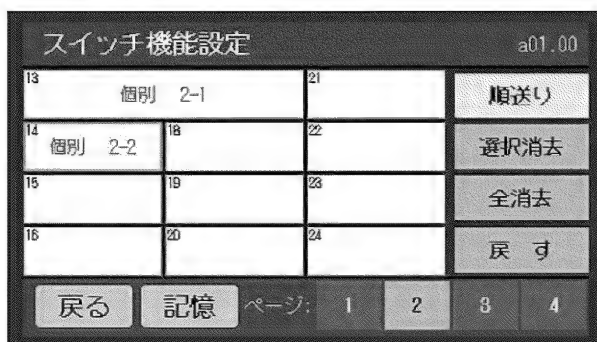 スイッチ機能設定 a01.00
13 個別 2-1 21 順送り
14 個別 2-2 18 22 選択消去
15 19 23 全消去
16 20 24 戻 す
戻る 記憶 ページ: 1 2 3 4